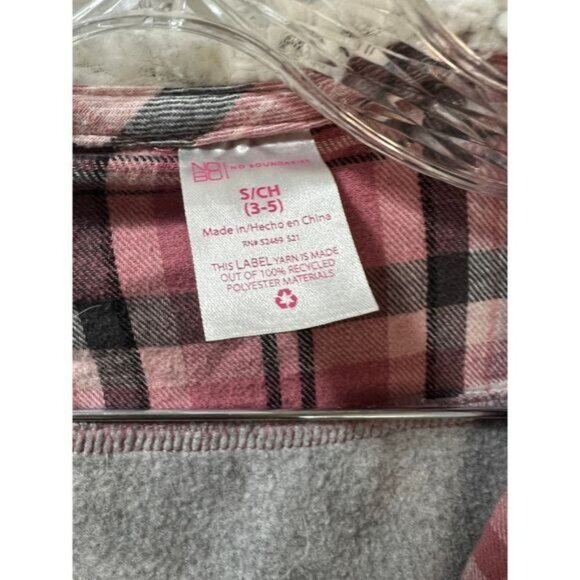 NO
BO
NO BOUNDARIES
S/CH
(3-5)
Made in/Hecho en China
RN# 52469 S21
THIS LABEL YARN IS MADE
OUT OF 100% RECYCLED
POLYESTER MATERIALS